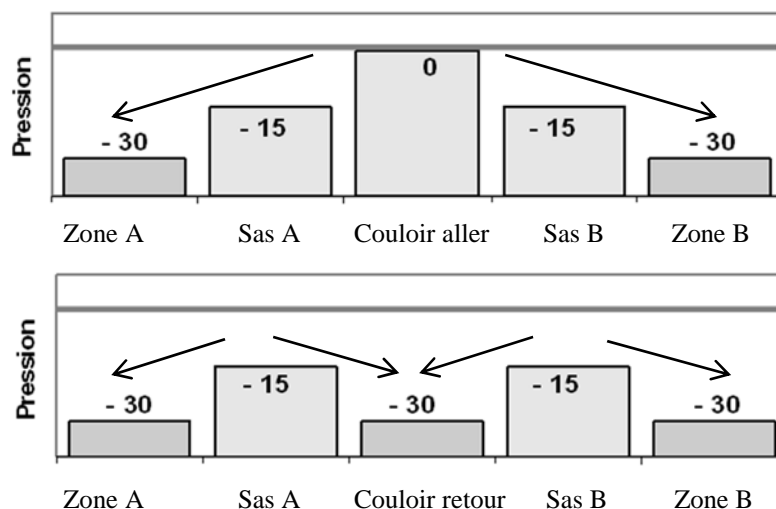 0
- 15 - 15
- 30 - 30
Pression
Zone A Sas A Couloir aller Sas B Zone B
- 15 - 15
- 30 - 30 - 30
Pression
Zone A Sas A Couloir retour Sas B Zone B